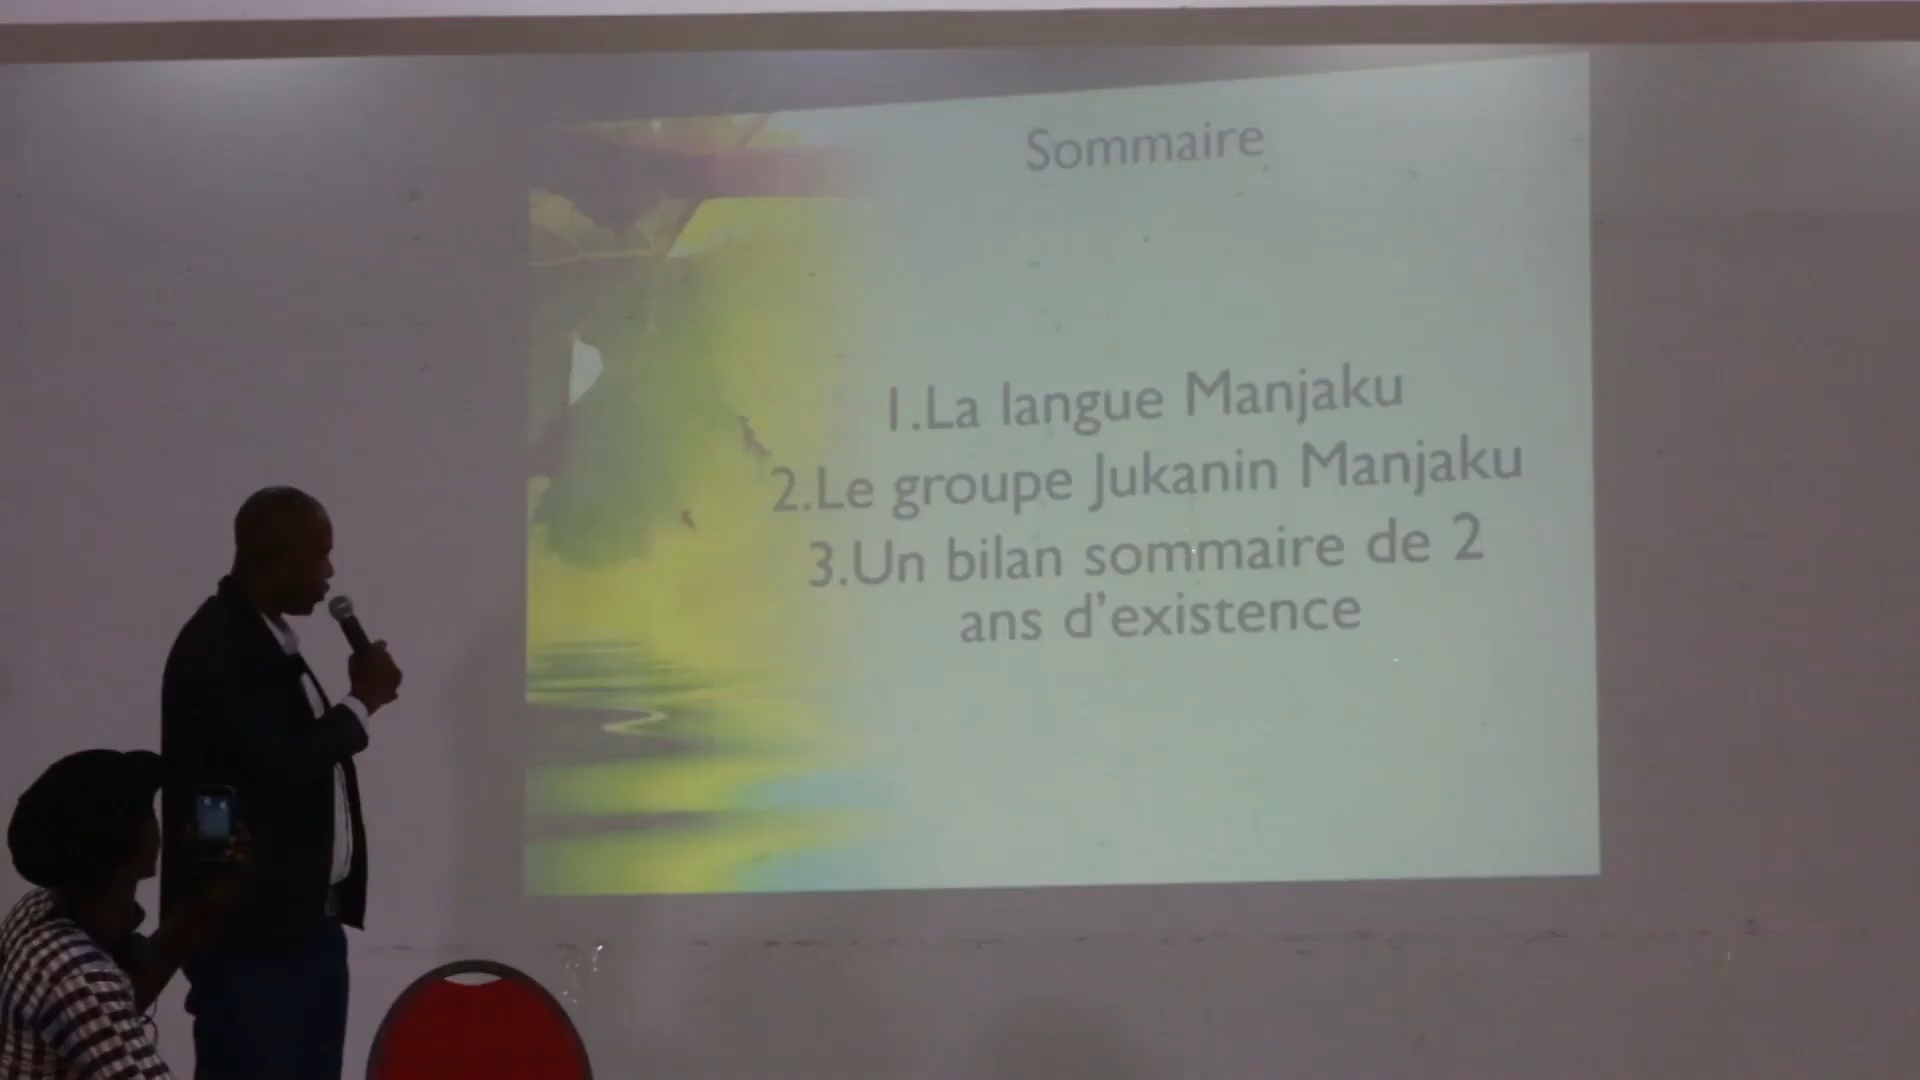 Sommaire
1.La langue Manjaku
2.Le groupe Jukanin Manjaku
3.Un bilan sommaire de 2
ans d'existence